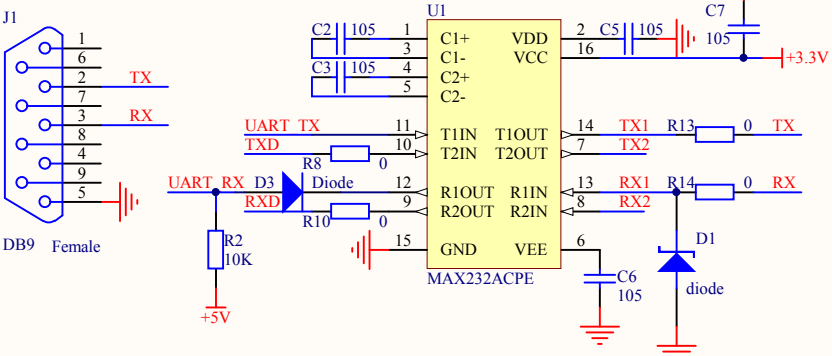 J1
1
6
2
7
3
8
4
9
5
TX
RX
DB9 Female
U1
C2 105
C3 105
1
3
4
5
C1+
C1-
C2+
C2-
VDD
VCC
2
16
C5 105
C7
105
+3.3V
UART_TX
TXD
R8 0
11
10
T1IN
T2IN
T1OUT
T2OUT
14
7
TX1
TX2
R13 0
TX
UART_RX
D3 Diode
RXD
R10 0
12
9
R1OUT
R2OUT
R1IN
R2IN
13
8
RX1
RX2
R14 0
RX
R2
10K
+5V
15
GND
VEE
6
MAX232ACPE
C6
105
D1
diode